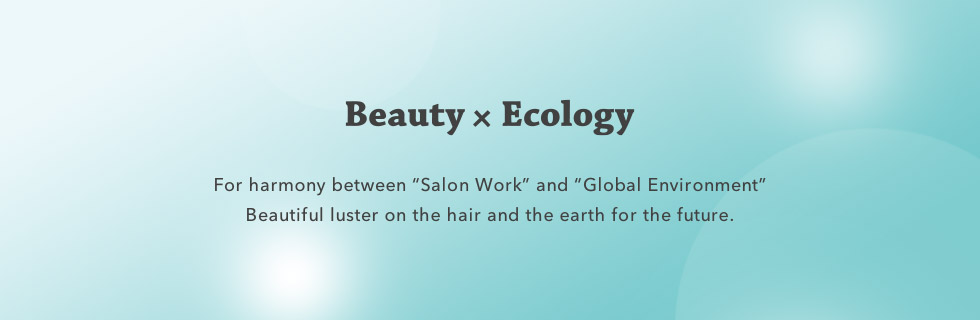 Beauty × Ecology
For harmony between “Salon Work” and “Global Environment”
Beautiful luster on the hair and the earth for the future.